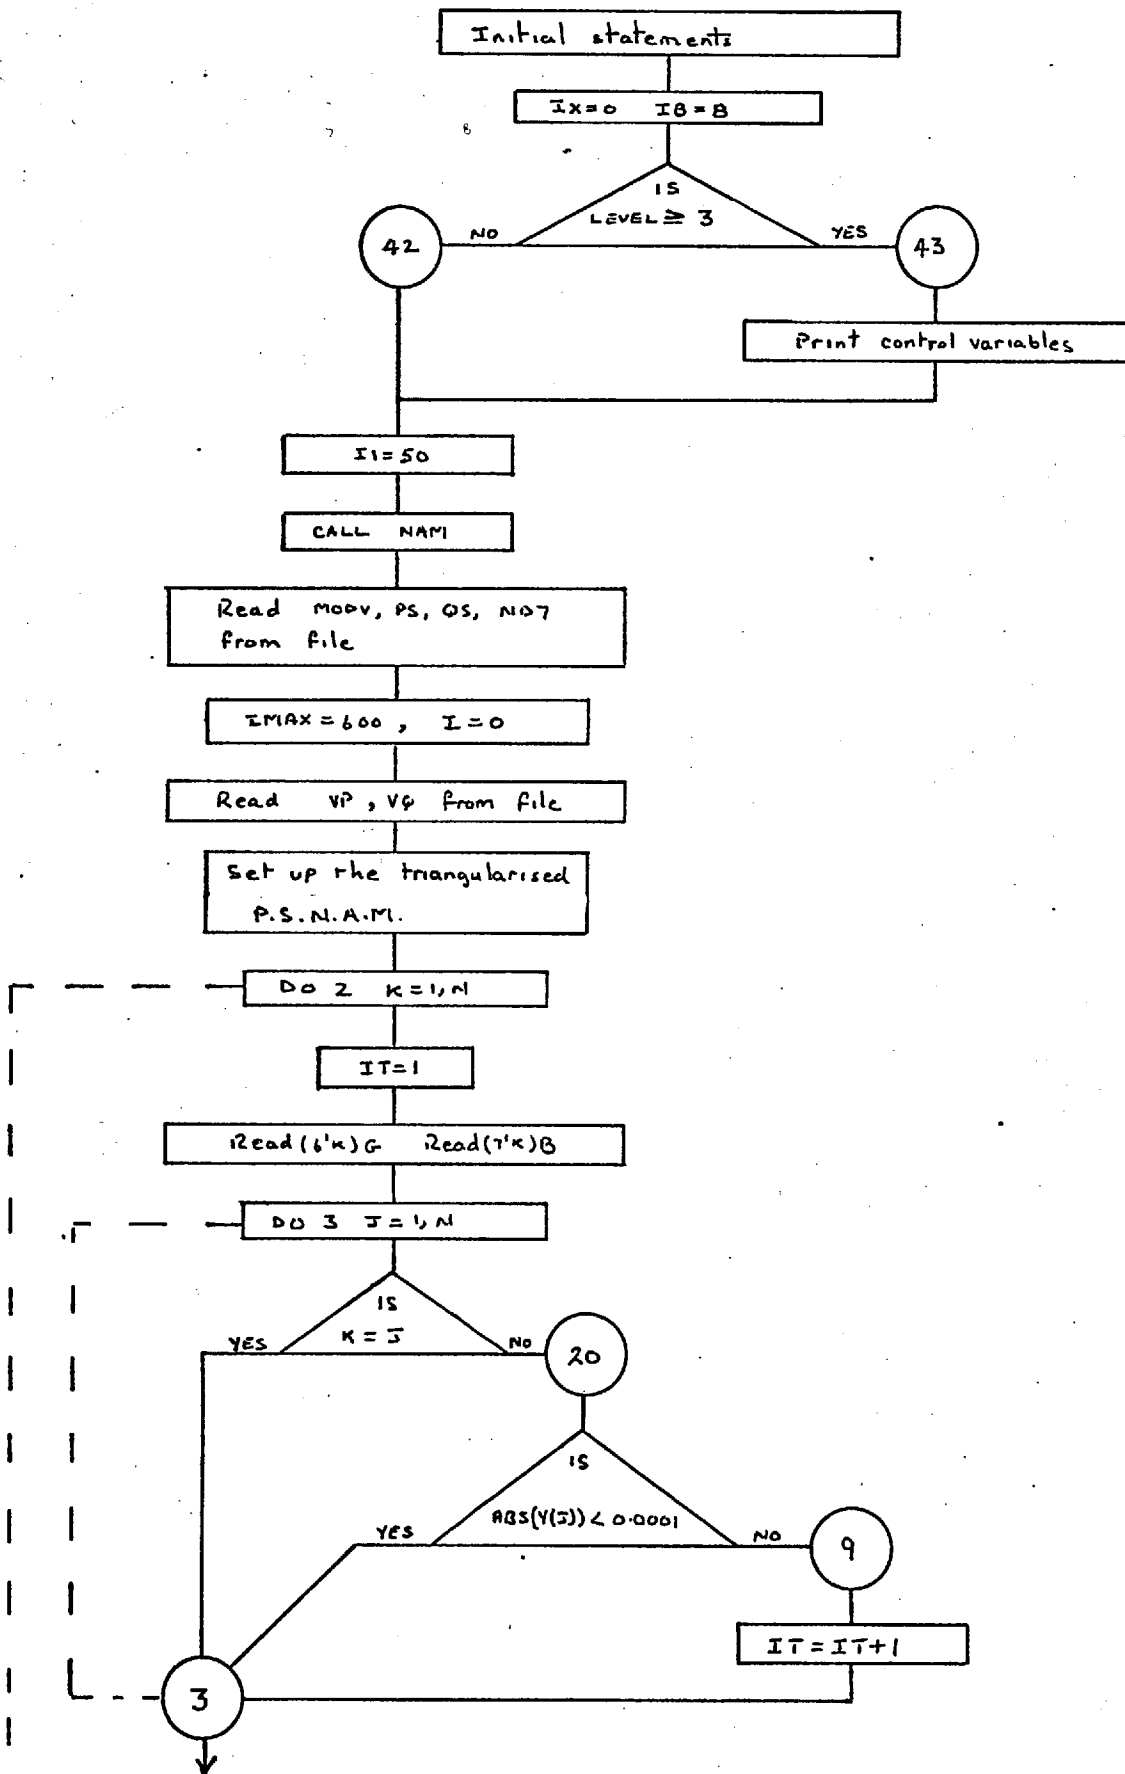 Initial statements
IX=0 IB=8
IS
LEVEL ≥ 3
NO
YES
42
43
Print control variables
I1=50
CALL NAM
Read MODV, PS, QS, ND7
from file
IMAX=600, I=0
Read VP, VQ from file
Set up the triangularised
P.S.N.A.M.
DO 2 K=1,N
IT=1
Read(6'K)G Read(7'K)B
DO 3 J=1,N
IS
K=J
YES
NO
20
IS
ABS(Y(J))<0.0001
YES
NO
9
IT=IT+1
3